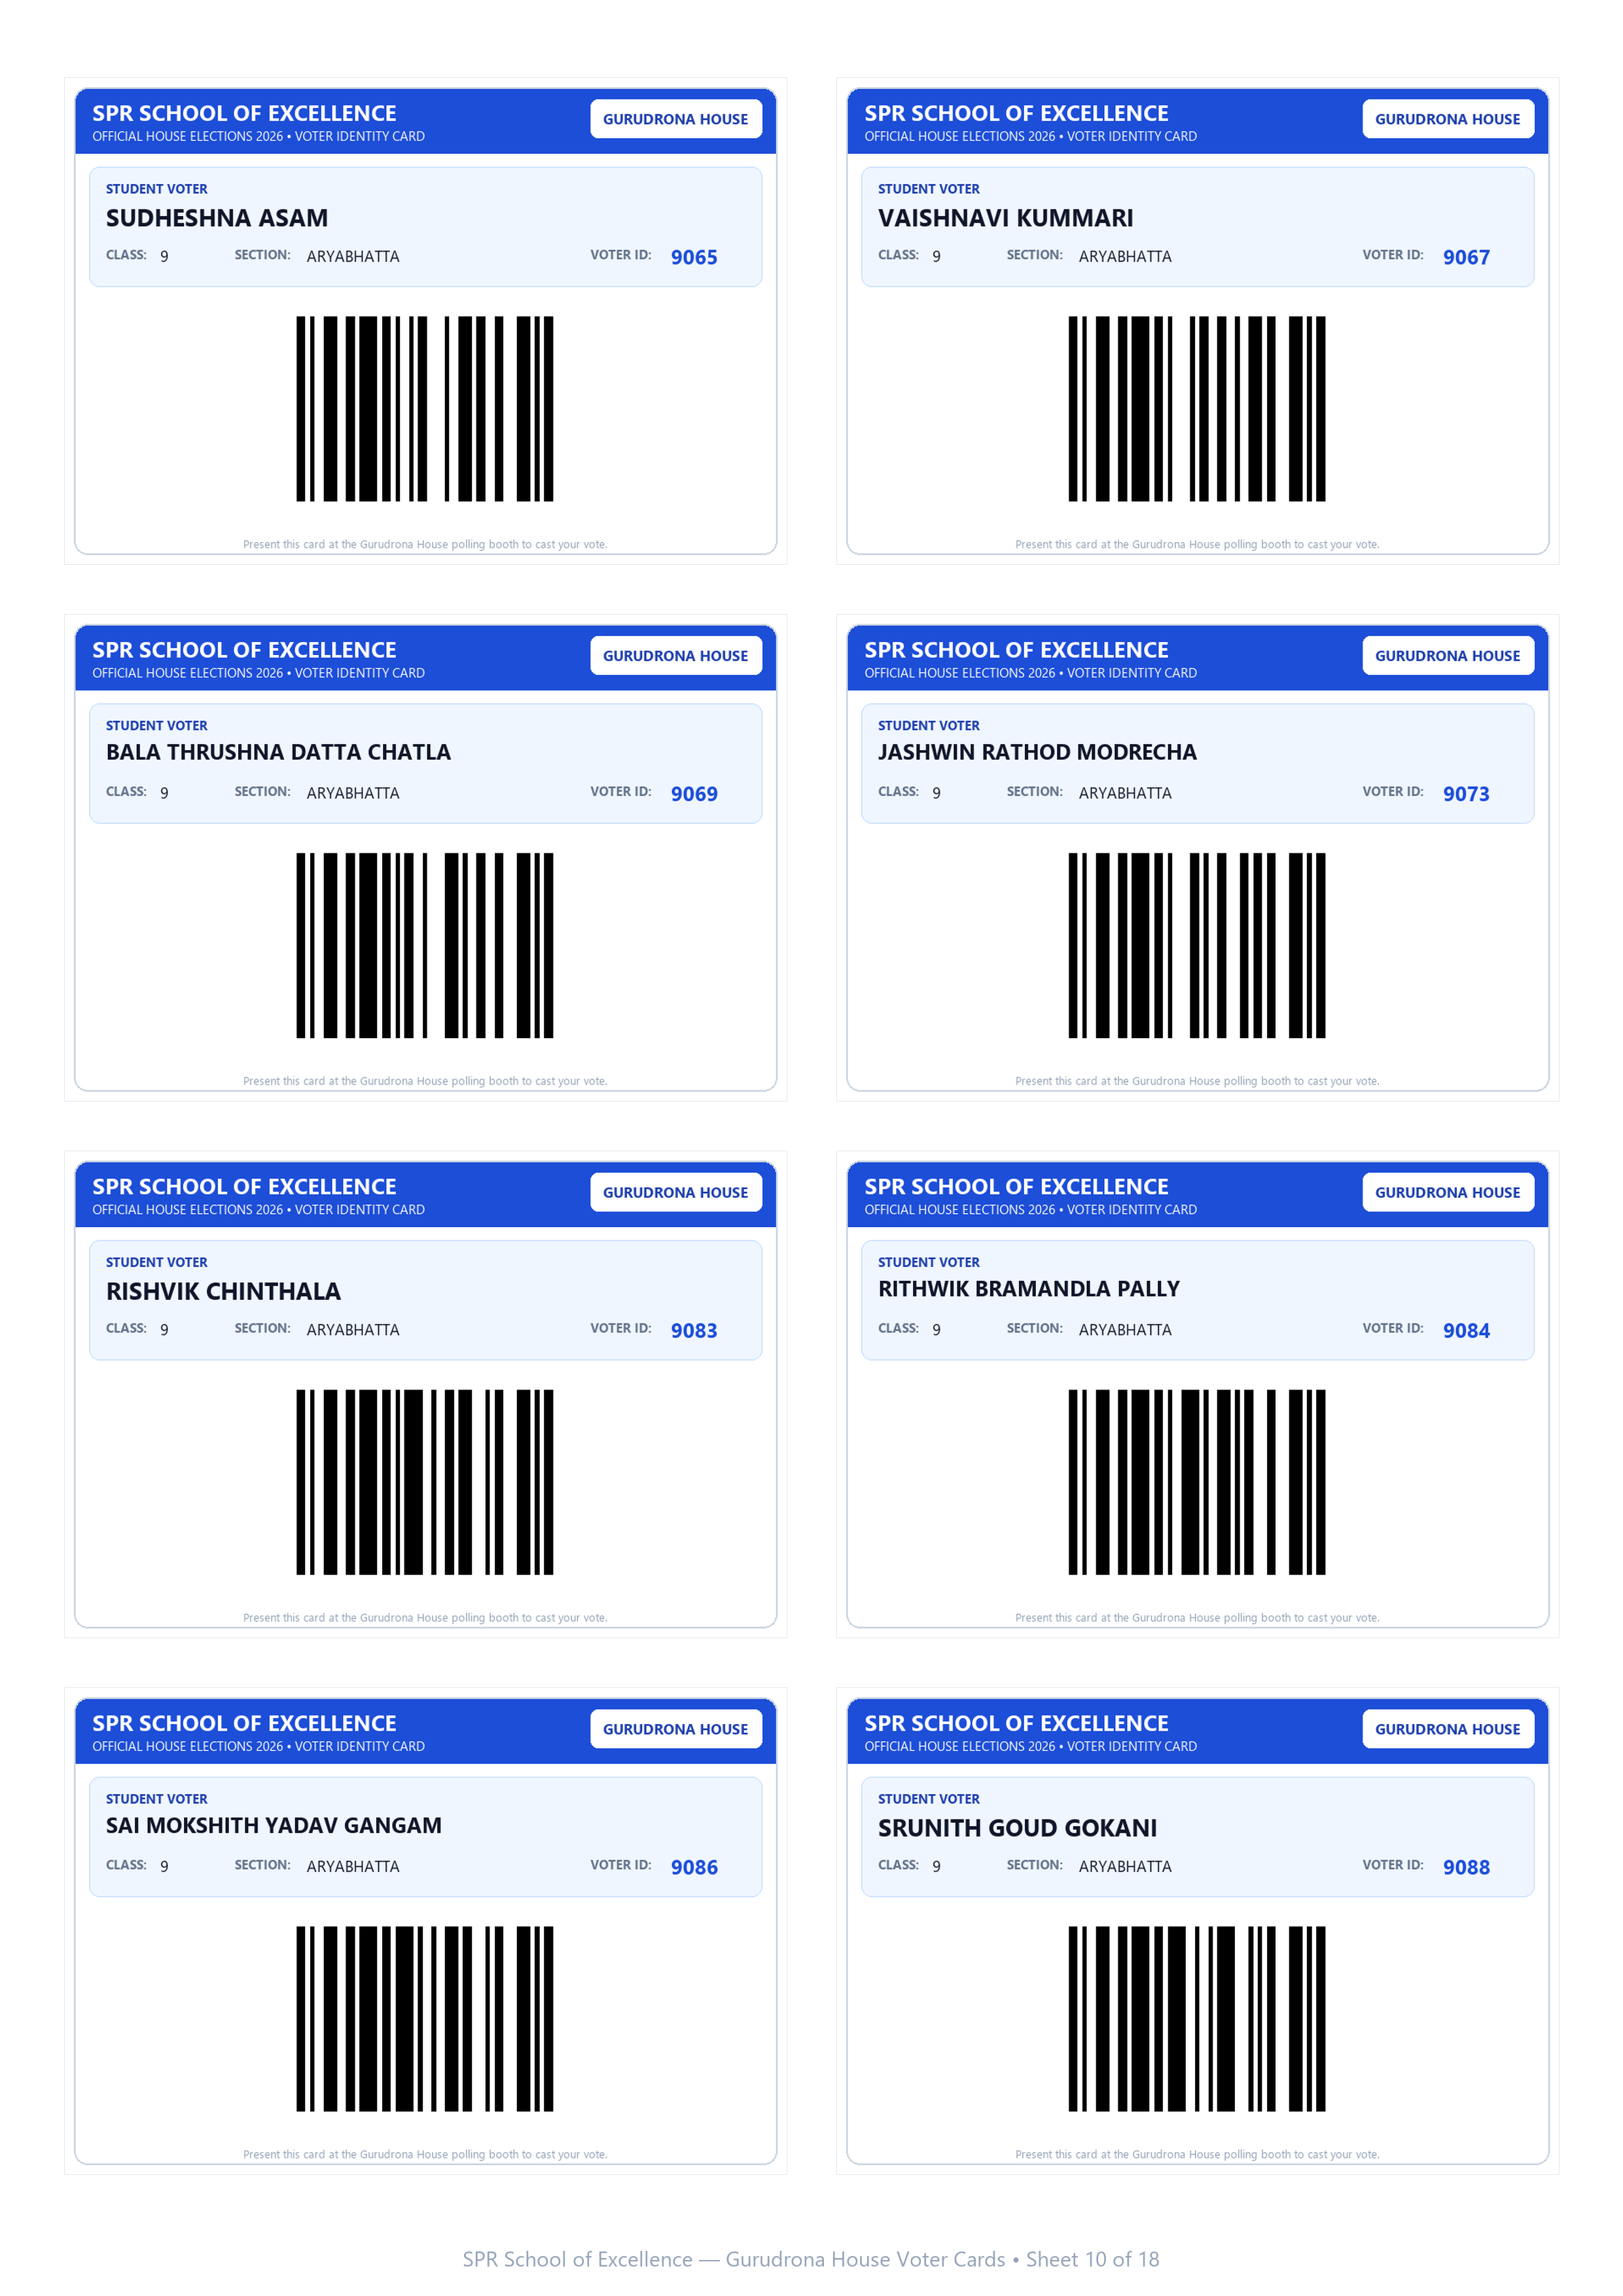 SPR SCHOOL OF EXCELLENCE
OFFICIAL HOUSE ELECTIONS 2026 • VOTER IDENTITY CARD
GURUDRONA HOUSE
STUDENT VOTER
SUDHESHNA ASAM
CLASS: 9 SECTION: ARYABHATTA VOTER ID: 9065
Present this card at the Gurudrona House polling booth to cast your vote.
SPR SCHOOL OF EXCELLENCE
OFFICIAL HOUSE ELECTIONS 2026 • VOTER IDENTITY CARD
GURUDRONA HOUSE
STUDENT VOTER
VAISHNAVI KUMMARI
CLASS: 9 SECTION: ARYABHATTA VOTER ID: 9067
Present this card at the Gurudrona House polling booth to cast your vote.
SPR SCHOOL OF EXCELLENCE
OFFICIAL HOUSE ELECTIONS 2026 • VOTER IDENTITY CARD
GURUDRONA HOUSE
STUDENT VOTER
BALA THRUSHNA DATTA CHATLA
CLASS: 9 SECTION: ARYABHATTA VOTER ID: 9069
Present this card at the Gurudrona House polling booth to cast your vote.
SPR SCHOOL OF EXCELLENCE
OFFICIAL HOUSE ELECTIONS 2026 • VOTER IDENTITY CARD
GURUDRONA HOUSE
STUDENT VOTER
JASHWIN RATHOD MODRECHA
CLASS: 9 SECTION: ARYABHATTA VOTER ID: 9073
Present this card at the Gurudrona House polling booth to cast your vote.
SPR SCHOOL OF EXCELLENCE
OFFICIAL HOUSE ELECTIONS 2026 • VOTER IDENTITY CARD
GURUDRONA HOUSE
STUDENT VOTER
RISHVIK CHINTHALA
CLASS: 9 SECTION: ARYABHATTA VOTER ID: 9083
Present this card at the Gurudrona House polling booth to cast your vote.
SPR SCHOOL OF EXCELLENCE
OFFICIAL HOUSE ELECTIONS 2026 • VOTER IDENTITY CARD
GURUDRONA HOUSE
STUDENT VOTER
RITHWIK BRAMANDLA PALLY
CLASS: 9 SECTION: ARYABHATTA VOTER ID: 9084
Present this card at the Gurudrona House polling booth to cast your vote.
SPR SCHOOL OF EXCELLENCE
OFFICIAL HOUSE ELECTIONS 2026 • VOTER IDENTITY CARD
GURUDRONA HOUSE
STUDENT VOTER
SAI MOKSHITH YADAV GANGAM
CLASS: 9 SECTION: ARYABHATTA VOTER ID: 9086
Present this card at the Gurudrona House polling booth to cast your vote.
SPR SCHOOL OF EXCELLENCE
OFFICIAL HOUSE ELECTIONS 2026 • VOTER IDENTITY CARD
GURUDRONA HOUSE
STUDENT VOTER
SRUNITH GOUD GOKANI
CLASS: 9 SECTION: ARYABHATTA VOTER ID: 9088
Present this card at the Gurudrona House polling booth to cast your vote.
SPR School of Excellence — Gurudrona House Voter Cards • Sheet 10 of 18